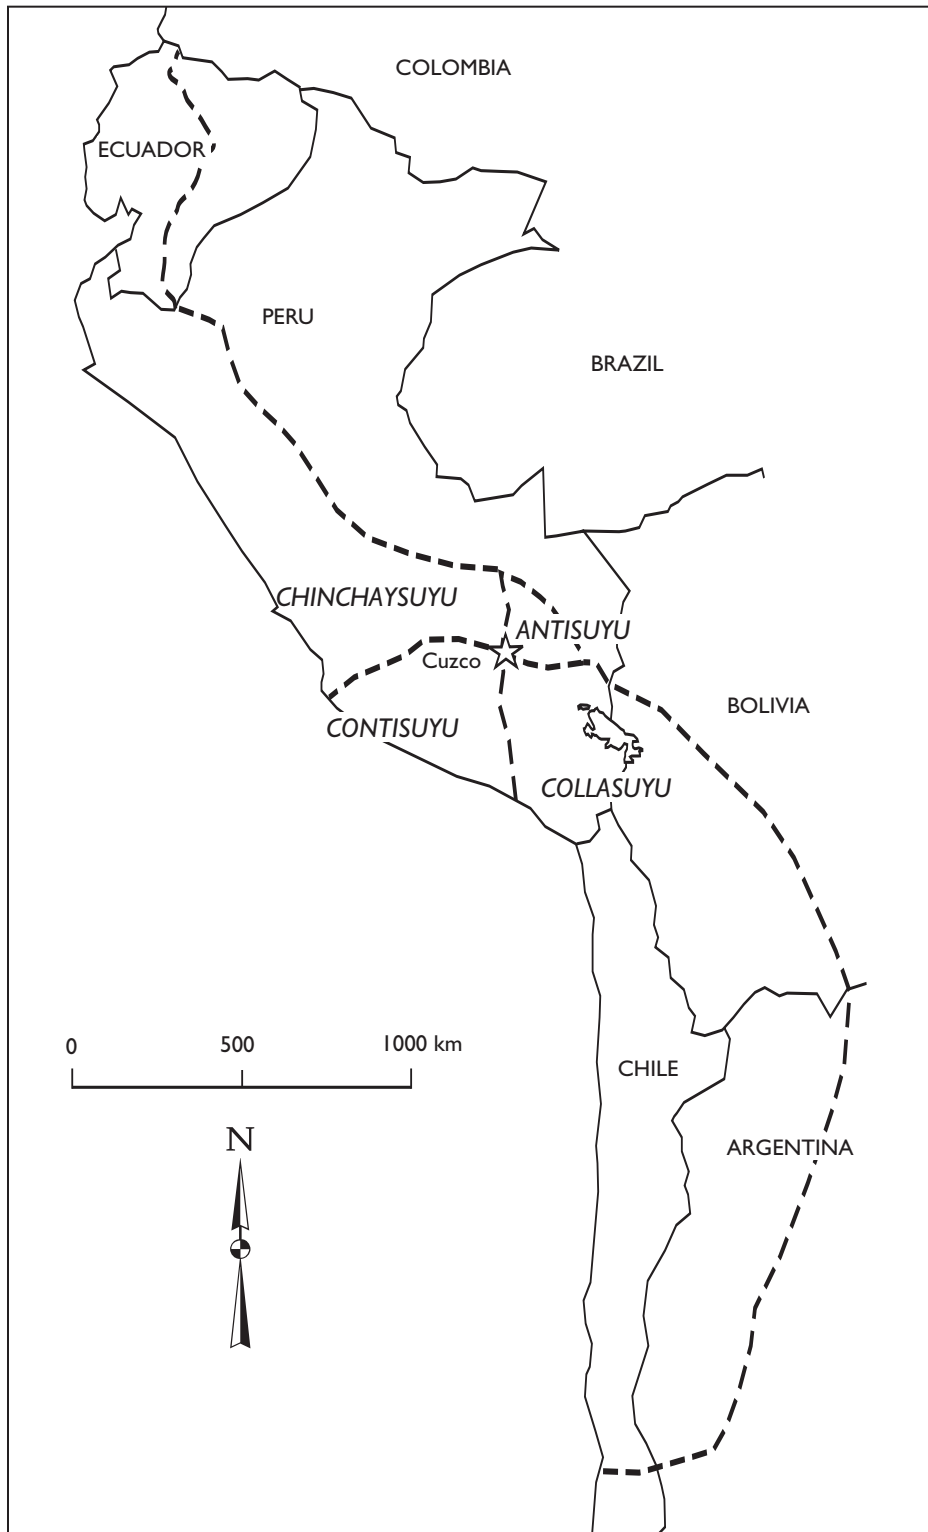 COLOMBIA
ECUADOR
PERU
BRAZIL
CHINCHAYSUYU
ANTISUYU
Cuzco
BOLIVIA
CONTISUYU
COLLASUYU
0 500 1000 km
CHILE
N
ARGENTINA